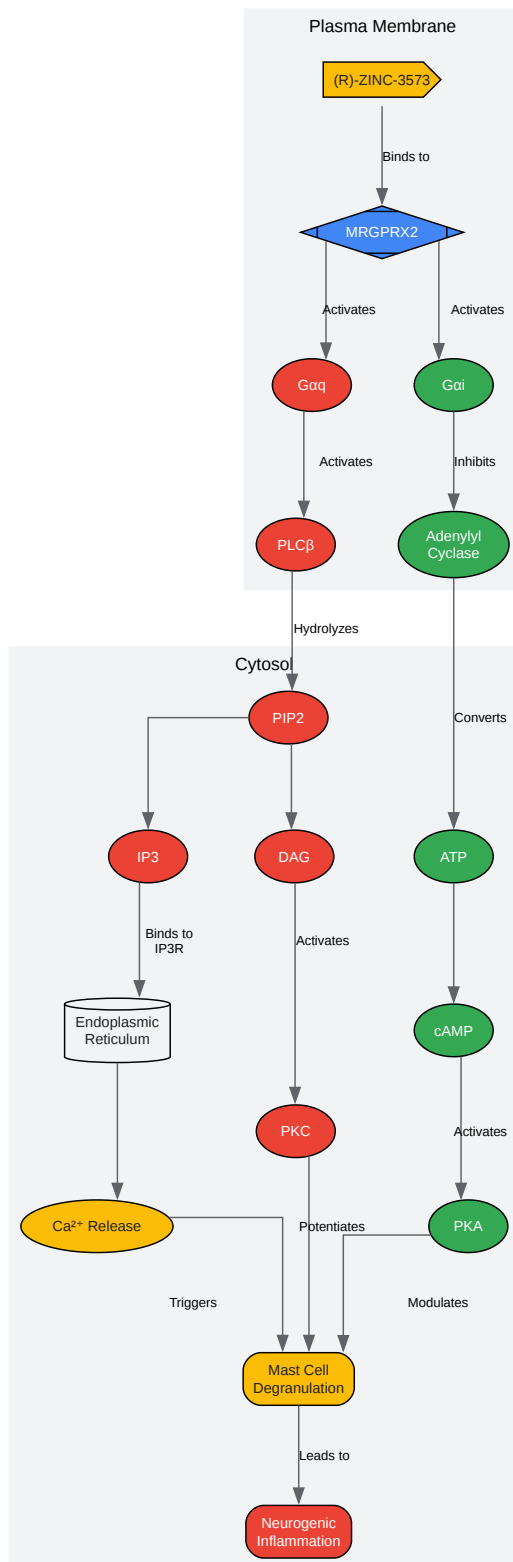 Plasma Membrane
(R)-ZINC-3573
Binds to
MRGPRX2
Activates
Activates
Gαq
Gαi
Activates
Inhibits
PLCβ
Adenylyl
Cyclase
Hydrolyzes
Cytosol
PIP2
Converts
IP3
DAG
ATP
Binds to
IP3R
Activates
Endoplasmic
Reticulum
cAMP
PKC
Activates
Ca²⁺ Release
Potentiates
PKA
Triggers
Modulates
Mast Cell
Degranulation
Leads to
Neurogenic
Inflammation